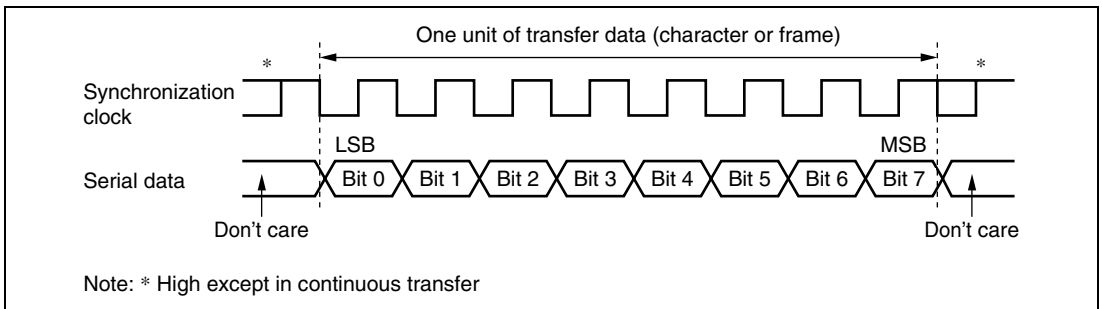 One unit of transfer data (character or frame)
* *
Synchronization
clock
LSB MSB
Serial data Bit 0 Bit 1 Bit 2 Bit 3 Bit 4 Bit 5 Bit 6 Bit 7
Don't care Don't care
Note: * High except in continuous transfer